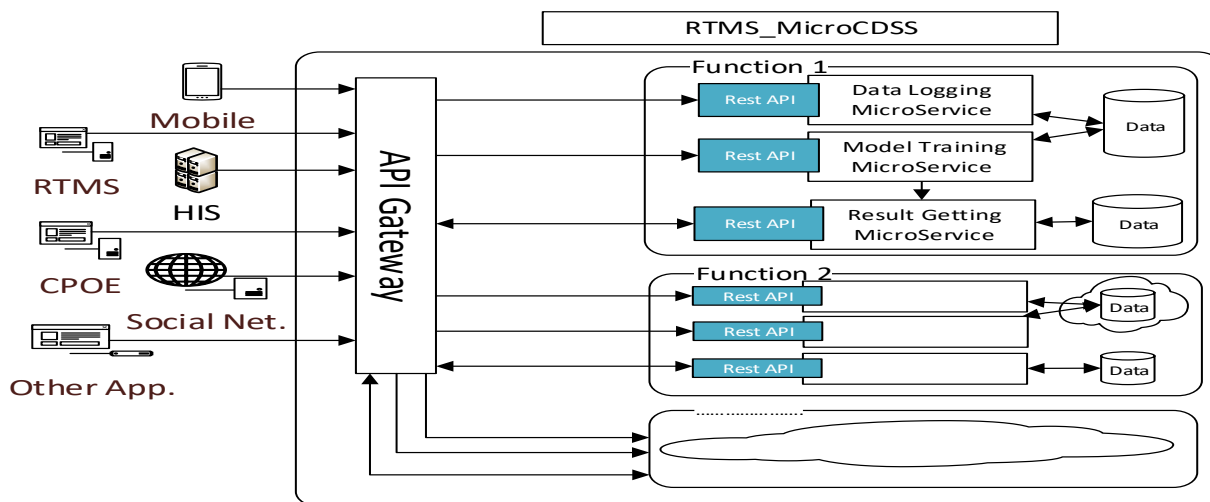 RTMS_MicroCDSS
Mobile
RTMS
HIS
CPOE
Social Net.
Other App.
API Gateway
Function 1
Rest API
Data Logging
MicroService
Rest API
Model Training
MicroService
Data
Rest API
Result Getting
MicroService
Data
Function 2
Rest API
Rest API
Data
Rest API
Data
.....................